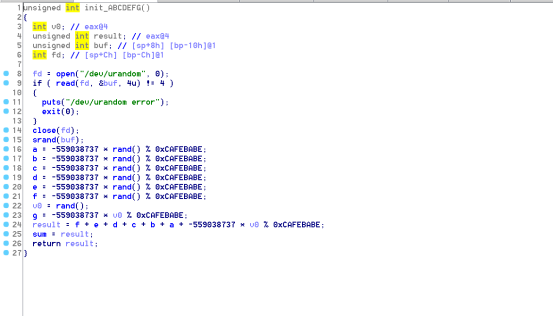 1 unsigned int init_ABCDEFG()
2 {
3 int v0; // eax@4
4 unsigned int result; // eax@4
5 unsigned int buf; // [sp+8h] [bp-10h]@1
6 int fd; // [sp+Ch] [bp-Ch]@1
7
8 fd = open("/dev/urandom", 0);
9 if ( read(fd, &buf, 4u) != 4 )
10 {
11 puts("/dev/urandom error");
12 exit(0);
13 }
14 close(fd);
15 srand(buf);
16 a = -559038737 * rand() % 0xCAFEBABE;
17 b = -559038737 * rand() % 0xCAFEBABE;
18 c = -559038737 * rand() % 0xCAFEBABE;
19 d = -559038737 * rand() % 0xCAFEBABE;
20 e = -559038737 * rand() % 0xCAFEBABE;
21 f = -559038737 * rand() % 0xCAFEBABE;
22 v0 = rand();
23 g = -559038737 * v0 % 0xCAFEBABE;
24 result = f + e + d + c + b + a + -559038737 * v0 % 0xCAFEBABE;
25 sum = result;
26 return result;
27 }